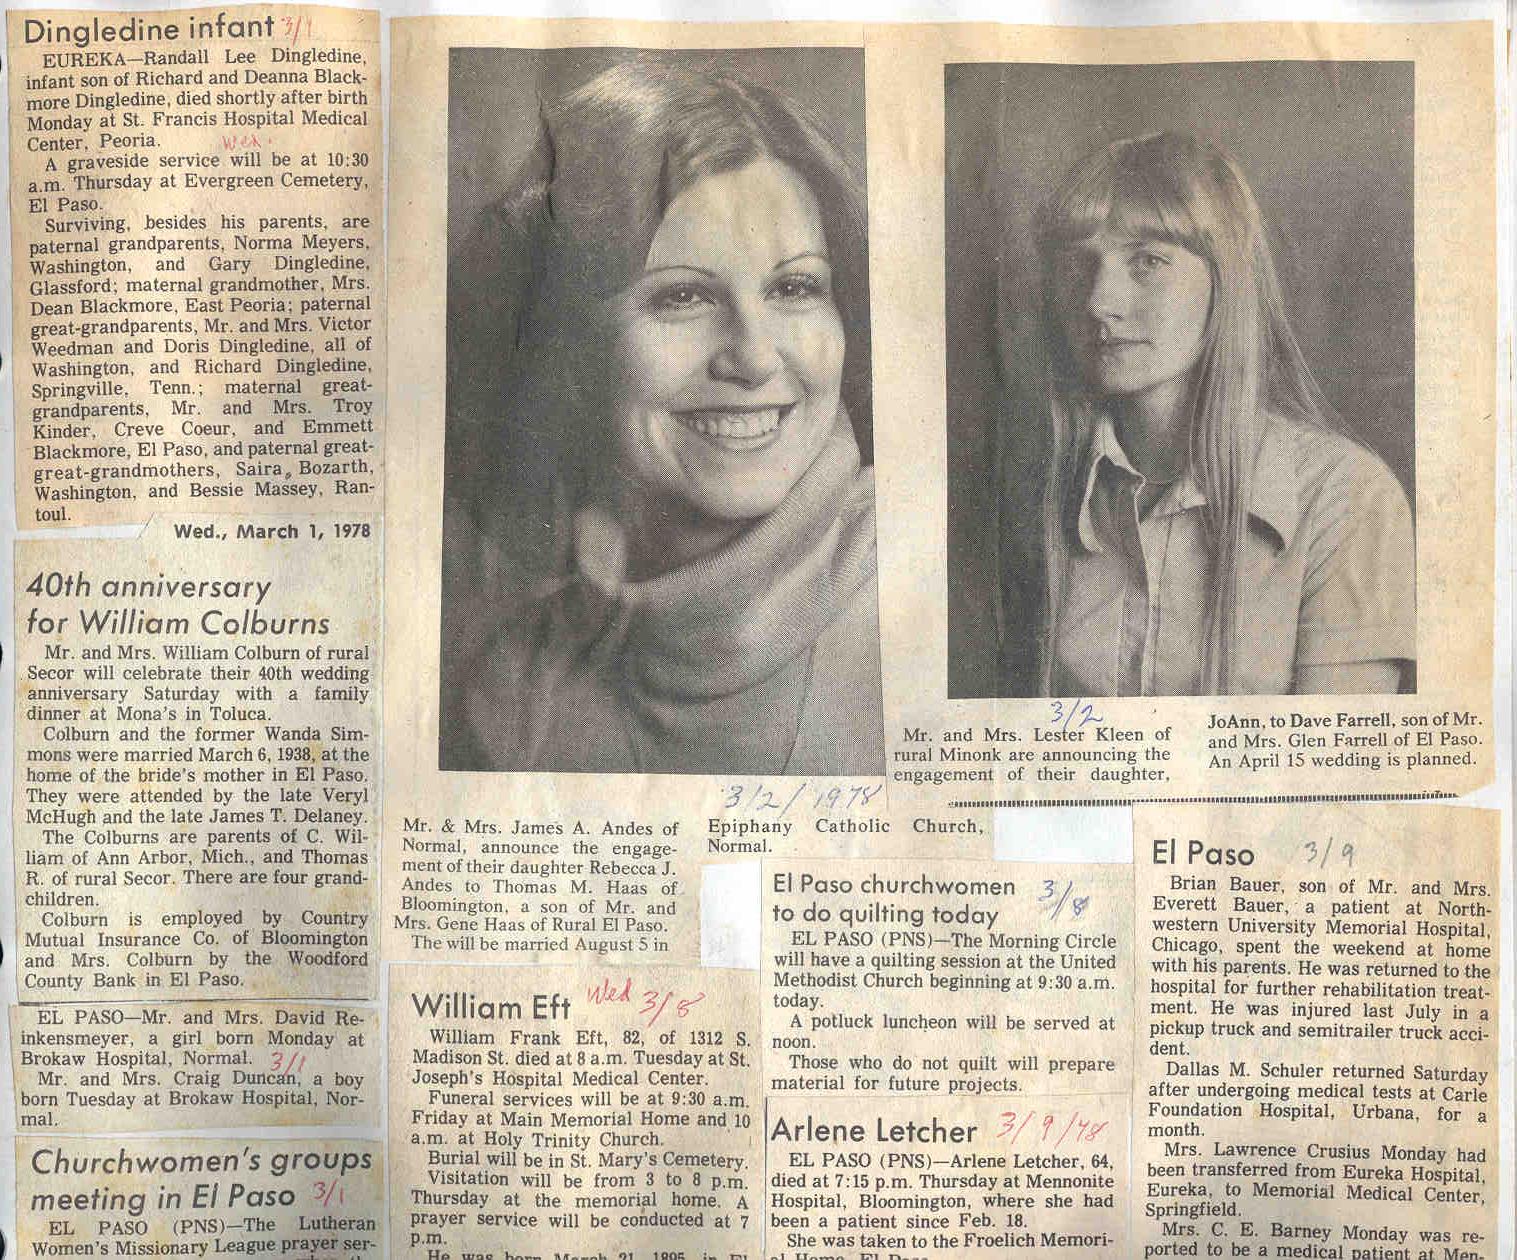 Dingledine infant 3/1
EUREKA—Randall Lee Dingledine,
infant son of Richard and Deanna Black-
more Dingledine, died shortly after birth
Monday at St. Francis Hospital Medical
Center, Peoria.
Wed.
A graveside service will be at 10:30
a.m. Thursday at Evergreen Cemetery,
El Paso.
Surviving, besides his parents, are
paternal grandparents, Norma Meyers,
Washington, and Gary Dingledine,
Glassford; maternal grandmother, Mrs.
Dean Blackmore, East Peoria; paternal
great-grandparents, Mr. and Mrs. Victor
Weedman and Doris Dingledine, all of
Washington, and Richard Dingledine,
Springville, Tenn.; maternal great-
grandparents, Mr. and Mrs. Troy
Kinder, Creve Coeur, and Emmett
Blackmore, El Paso, and paternal great-
great-grandmothers, Saira Bozarth,
Washington, and Bessie Massey, Ran-
toul.
Wed., March 1, 1978
40th anniversary
for William Colburns
Mr. and Mrs. William Colburn of rural
Secor will celebrate their 40th wedding
anniversary Saturday with a family
dinner at Mona's in Toluca.
Colburn and the former Wanda Sim-
mons were married March 6, 1938, at the
home of the bride's mother in El Paso.
They were attended by the late Veryl
McHugh and the late James T. Delaney.
The Colburns are parents of C. Wil-
liam of Ann Arbor, Mich., and Thomas
R. of rural Secor. There are four grand-
children.
Colburn is employed by Country
Mutual Insurance Co. of Bloomington
and Mrs. Colburn by the Woodford
County Bank in El Paso.
EL PASO—Mr. and Mrs. David Re-
inkensmeyer, a girl born Monday at
Brokaw Hospital, Normal. 3/1
Mr. and Mrs. Craig Duncan, a boy
born Tuesday at Brokaw Hospital, Nor-
mal.
Churchwomen's groups
meeting in El Paso 3/1
EL PASO (PNS)—The Lutheran
Women's Missionary League prayer ser-
3/2/1978
Mr. & Mrs. James A. Andes of
Normal, announce the engage-
ment of their daughter Rebecca J.
Andes to Thomas M. Haas of
Bloomington, a son of Mr. and
Mrs. Gene Haas of Rural El Paso.
The will be married August 5 in
Epiphany Catholic Church,
Normal.
3/2
Mr. and Mrs. Lester Kleen of
rural Minonk are announcing the
engagement of their daughter,
JoAnn, to Dave Farrell, son of Mr.
and Mrs. Glen Farrell of El Paso.
An April 15 wedding is planned.
William Eft Wed 3/8
William Frank Eft, 82, of 1312 S.
Madison St. died at 8 a.m. Tuesday at St.
Joseph's Hospital Medical Center.
Funeral services will be at 9:30 a.m.
Friday at Main Memorial Home and 10
a.m. at Holy Trinity Church.
Burial will be in St. Mary's Cemetery.
Visitation will be from 3 to 8 p.m.
Thursday at the memorial home. A
prayer service will be conducted at 7
p.m.
He was born March 21, 1895, in El
El Paso churchwomen
to do quilting today
3/8
EL PASO (PNS)—The Morning Circle
will have a quilting session at the United
Methodist Church beginning at 9:30 a.m.
today.
A potluck luncheon will be served at
noon.
Those who do not quilt will prepare
material for future projects.
Arlene Letcher 3/9/78
EL PASO (PNS)—Arlene Letcher, 64,
died at 7:15 p.m. Thursday at Mennonite
Hospital, Bloomington, where she had
been a patient since Feb. 18.
She was taken to the Froelich Memori-
al Home, El Paso
El Paso 3/9
Brian Bauer, son of Mr. and Mrs.
Everett Bauer, a patient at North-
western University Memorial Hospital,
Chicago, spent the weekend at home
with his parents. He was returned to the
hospital for further rehabilitation treat-
ment. He was injured last July in a
pickup truck and semitrailer truck acci-
dent.
Dallas M. Schuler returned Saturday
after undergoing medical tests at Carle
Foundation Hospital, Urbana, for a
month.
Mrs. Lawrence Crusius Monday had
been transferred from Eureka Hospital,
Eureka, to Memorial Medical Center,
Springfield.
Mrs. C. E. Barney Monday was re-
ported to be a medical patient at Men-